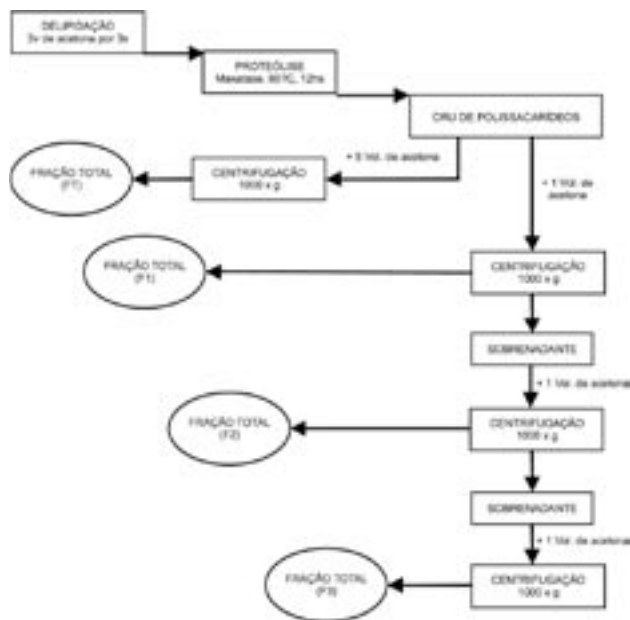 DELIPIDAÇÃO
3v de acetona por 3x
PROTEÓLISE
Maxatase, 60ºC, 12hs
CRU DE POLISSACARÍDEOS
+ 5 Vol. de acetona
FRAÇÃO TOTAL
(FT)
CENTRIFUGAÇÃO
1000 x g
+ 1 Vol. de
acetona
FRAÇÃO TOTAL
(F1)
CENTRIFUGAÇÃO
1000 x g
SOBRENADANTE
+ 1 Vol. de acetona
FRAÇÃO TOTAL
(F2)
CENTRIFUGAÇÃO
1000 x g
SOBRENADANTE
+ 1 Vol. de acetona
FRAÇÃO TOTAL
(F3)
CENTRIFUGAÇÃO
1000 x g